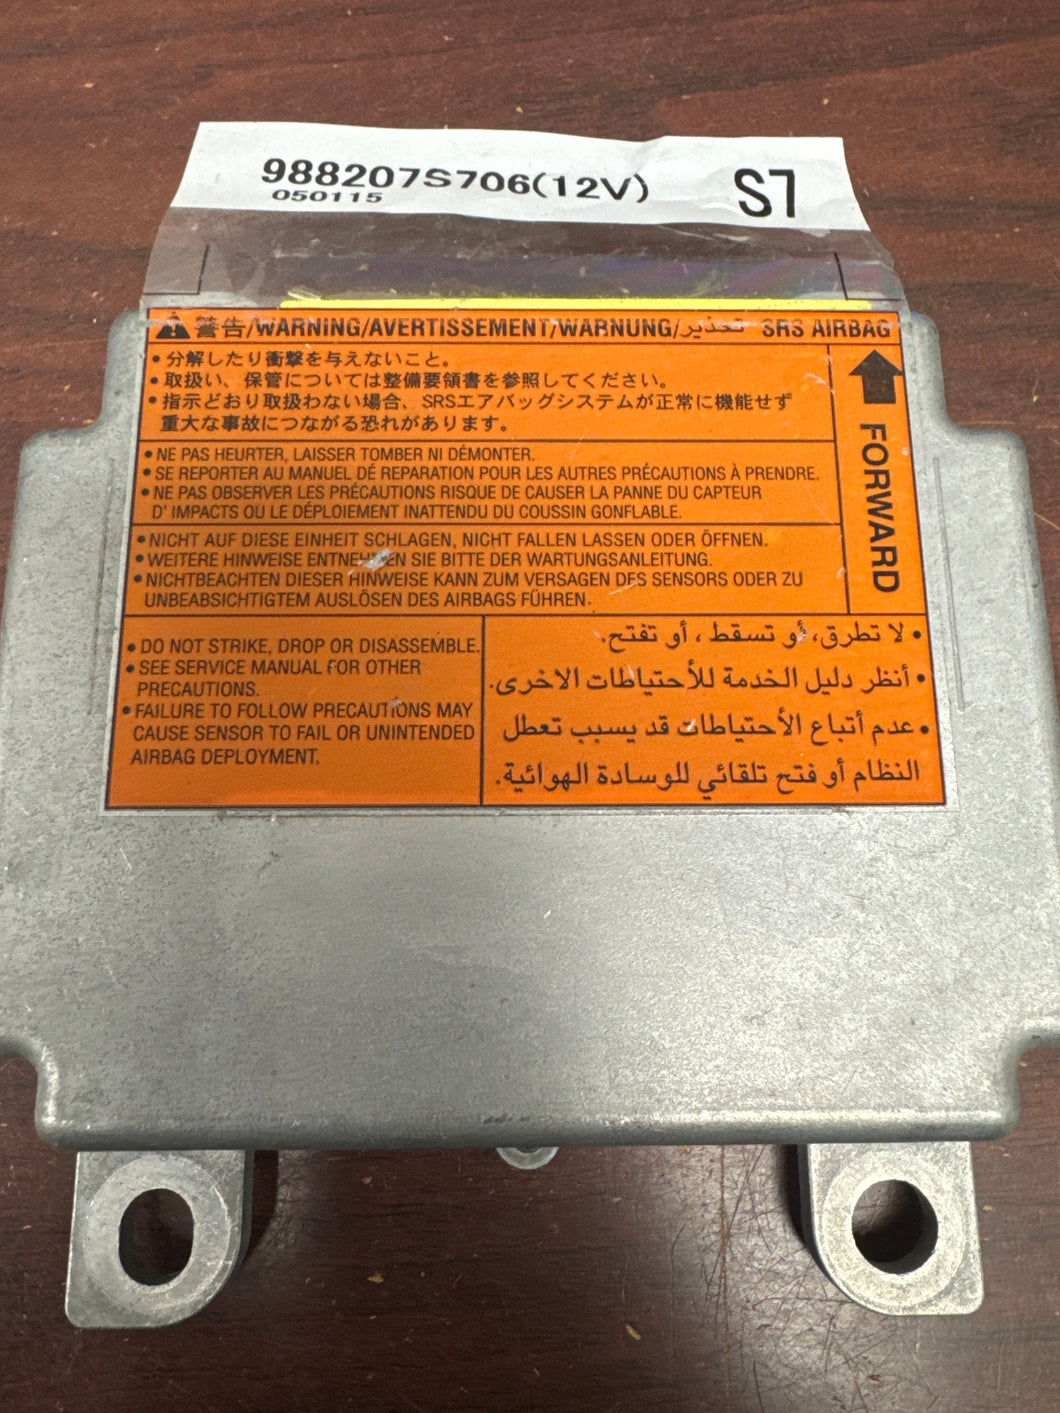 988207S706(12V)
050115
S7
警告/WARNING/AVERTISSEMENT/WARNUNG/تحذير SRS AIRBAG
• 分解したり衝撃を与えないこと。
• 取扱い、保管については整備要領書を参照してください。
• 指示どおり取扱わない場合、SRSエアバッグシステムが正常に機能せず
重大な事故につながる恐れがあります。
FORWARD
• NE PAS HEURTER, LAISSER TOMBER NI DÉMONTER.
• SE REPORTER AU MANUEL DÉ REPARATION POUR LES AUTRES PRÉCAUTIONS À PRENDRE.
• NE PAS OBSERVER LES PRÉCAUTIONS RISQUE DE CAUSER LA PANNE DU CAPTEUR
D' IMPACTS OU LE DÉPLOIEMENT INATTENDU DU COUSSIN GONFLABLE.
• NICHT AUF DIESE EINHEIT SCHLAGEN, NICHT FALLEN LASSEN ODER ÖFFNEN.
• WEITERE HINWEISE ENTNEHMEN SIE BITTE DER WARTUNGSANLEITUNG.
• NICHTBEACHTEN DIESER HINWEISE KANN ZUM VERSAGEN DES SENSORS ODER ZU
UNBEABSICHTIGTEM AUSLÖSEN DES AIRBAGS FÜHREN.
• DO NOT STRIKE, DROP OR DISASSEMBLE.
• SEE SERVICE MANUAL FOR OTHER
PRECAUTIONS.
• FAILURE TO FOLLOW PRECAUTIONS MAY
CAUSE SENSOR TO FAIL OR UNINTENDED
AIRBAG DEPLOYMENT.
• لا تطرق، أو تسقط، أو تفتح.
• أنظر دليل الخدمة للأحتياطات الاخرى.
• عدم أتباع الأحتياطات قد يسبب تعطل
النظام أو فتح تلقائي للوسادة الهوائية.